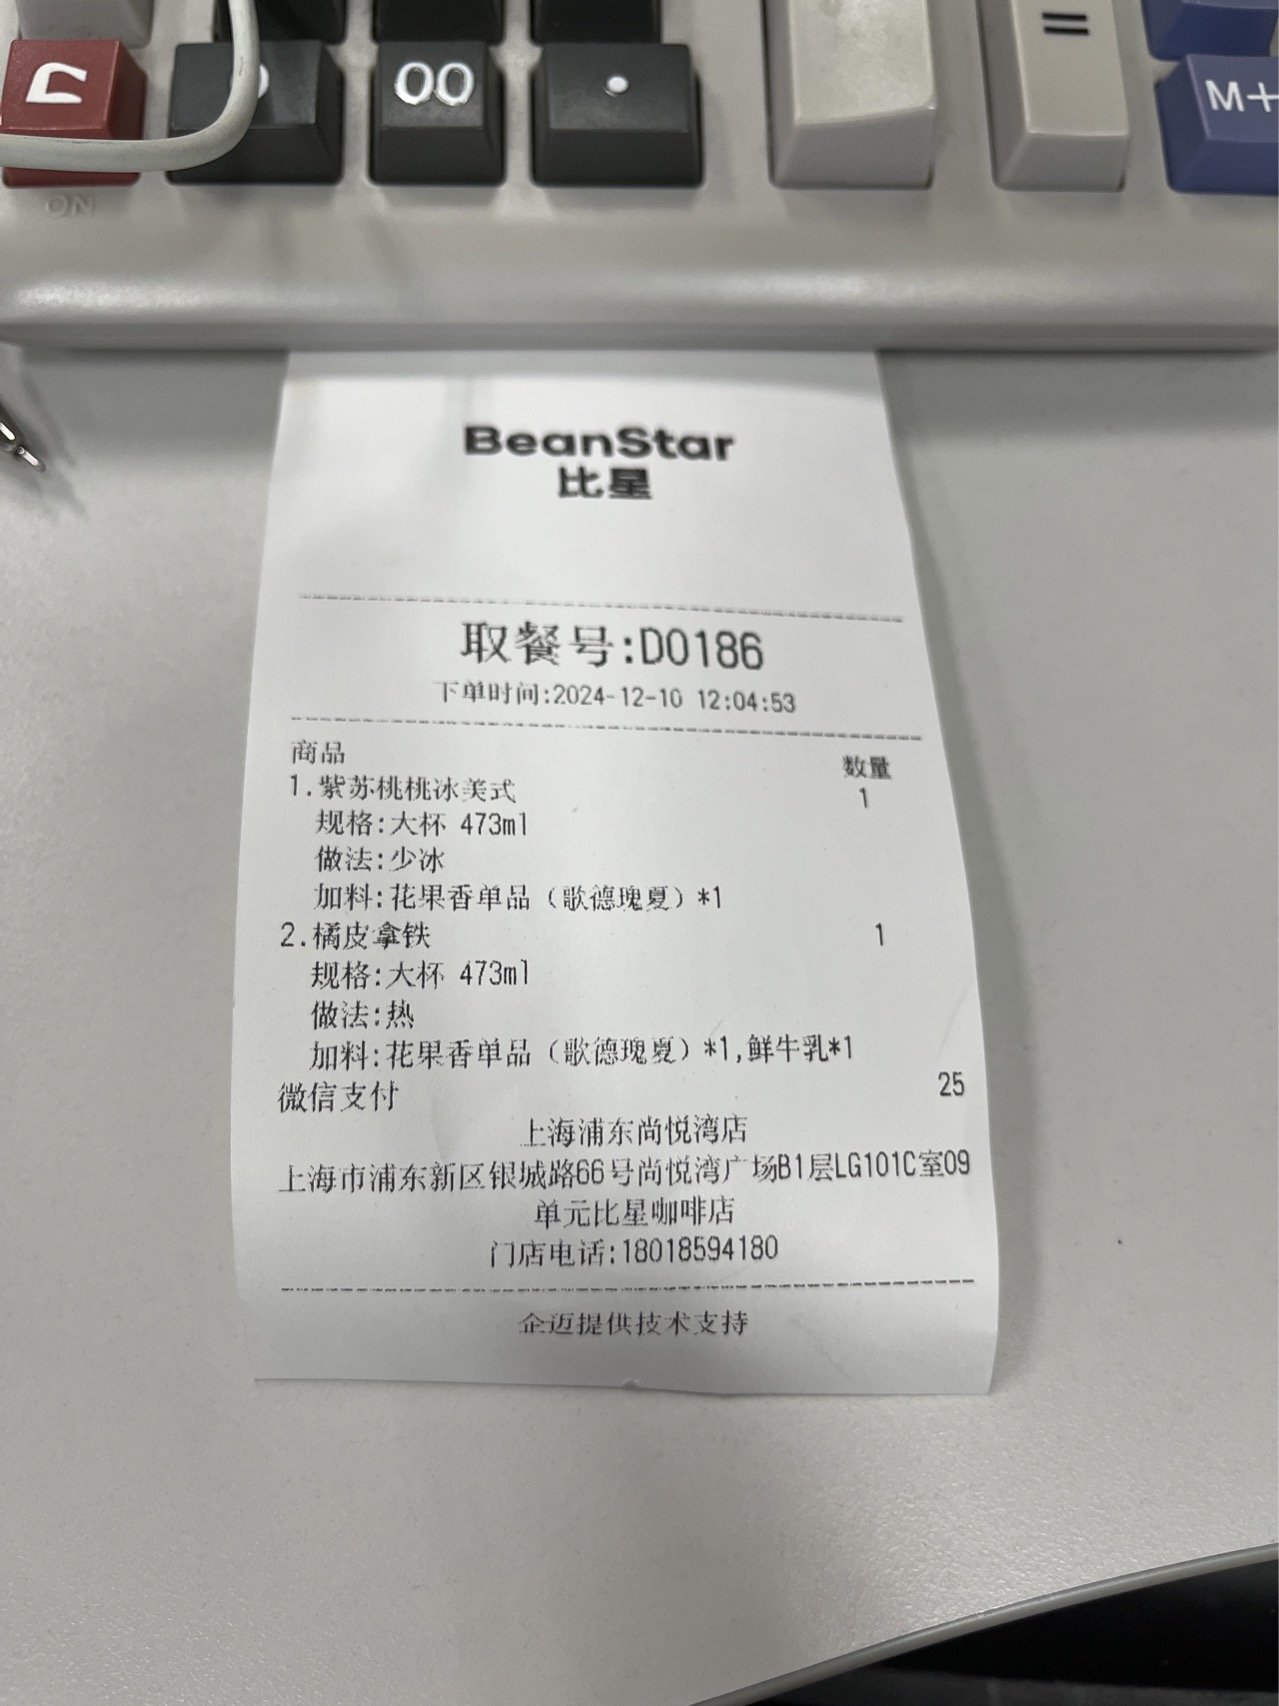 00
·
=
M+
ON
BeanStar
比星
取餐号:D0186
下单时间:2024-12-10 12:04:53
商品 数量
1.紫苏桃桃冰美式 1
规格:大杯 473ml
做法:少冰
加料:花果香单品（歌德瑰夏）*1
2.橘皮拿铁 1
规格:大杯 473ml
做法:热
加料:花果香单品（歌德瑰夏）*1,鲜牛乳*1
微信支付 25
上海浦东尚悦湾店
上海市浦东新区银城路66号尚悦湾广场B1层LG101C室09
单元比星咖啡店
门店电话:18018594180
企迈提供技术支持